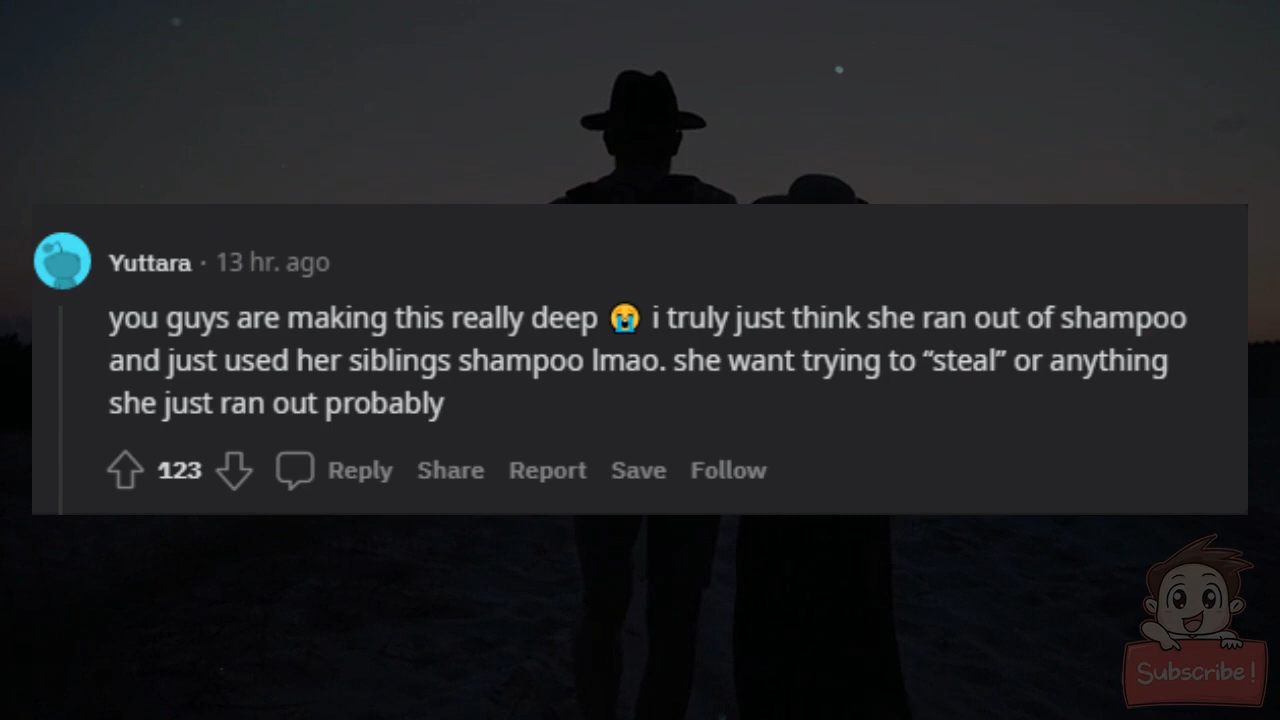 Yuttara · 13 hr. ago
you guys are making this really deep 😭 i truly just think she ran out of shampoo
and just used her siblings shampoo lmao. she want trying to “steal” or anything
she just ran out probably
123 Reply Share Report Save Follow
Subscribe!